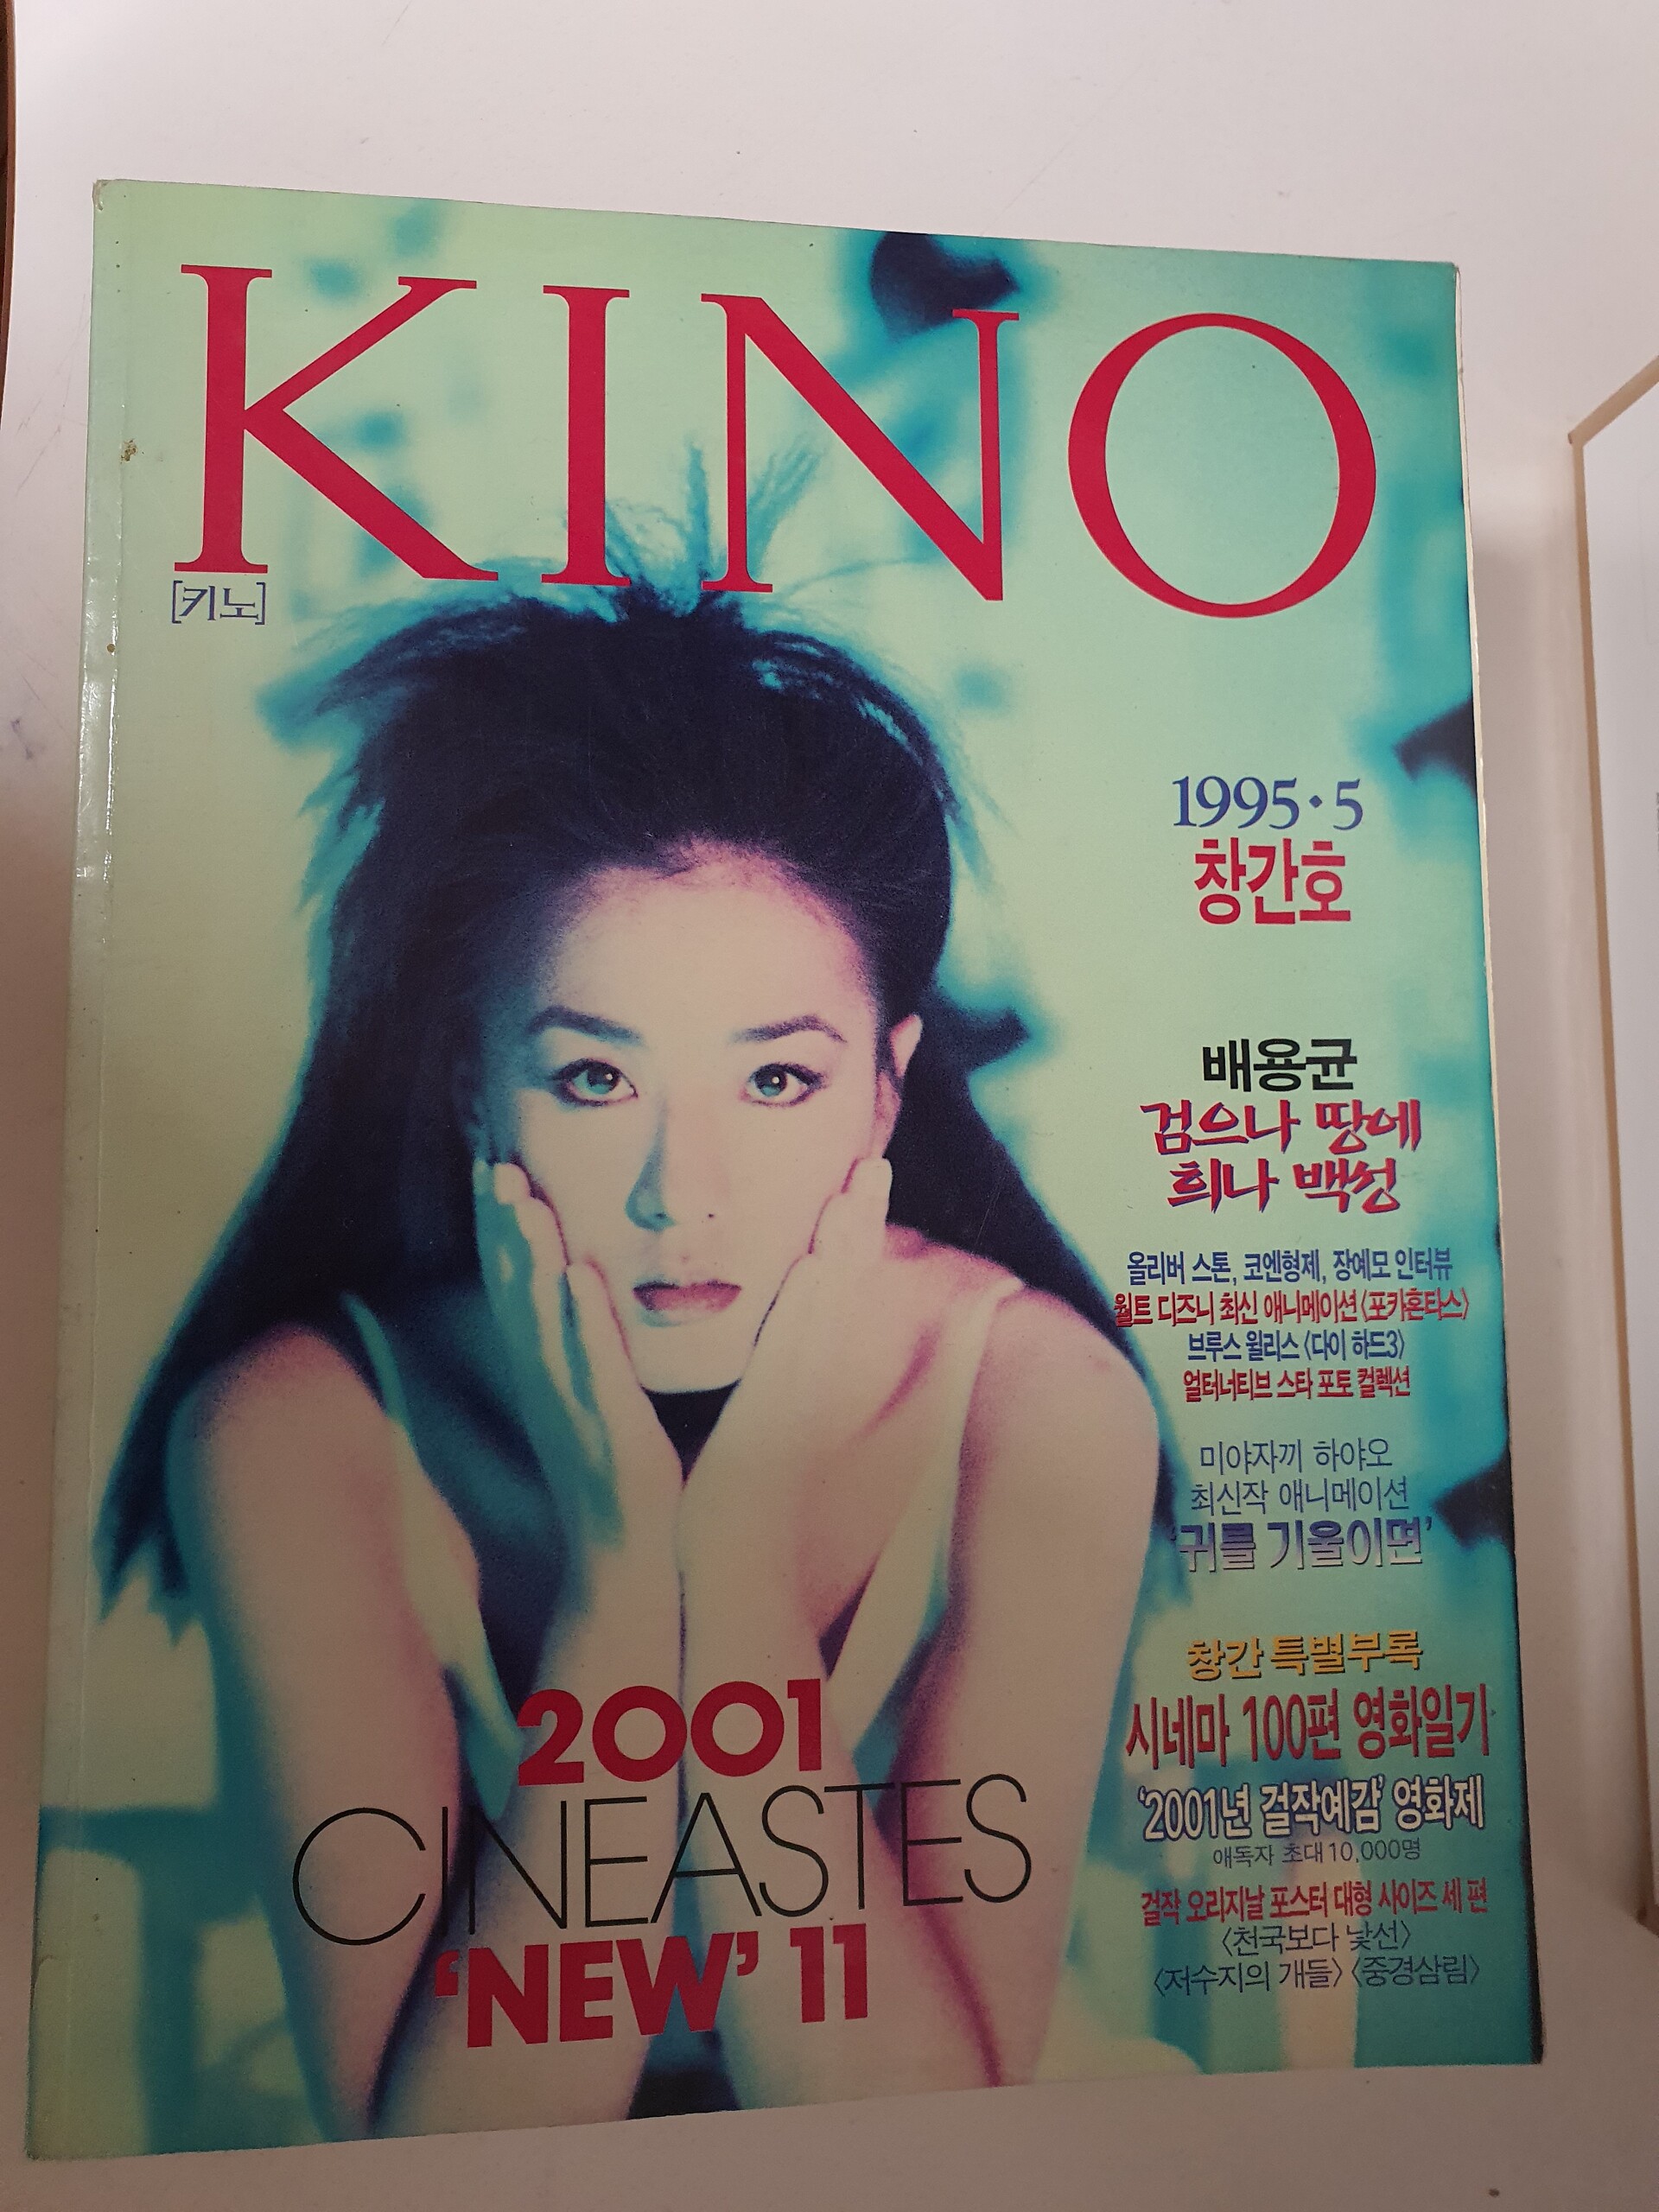 KINO
[키노]
1995·5
창간호
배용균
검으나 땅에
희나 백성
올리버 스톤, 코엔형제, 장예모 인터뷰
월트 디즈니 최신 애니메이션〈포카혼타스〉
브루스 윌리스〈다이 하드3〉
얼터너티브 스타 포토 컬렉션
미야자끼 하야오
최신작 애니메이션
‘귀를 기울이면’
창간 특별부록
시네마 100편 영화일기
‘2001년 걸작예감’ 영화제
애독자 초대 10,000명
걸작 오리지날 포스터 대형 사이즈 세 편
〈천국보다 낯선〉
〈저수지의 개들〉〈중경삼림〉
2001
CINEASTES
‘NEW’ 11